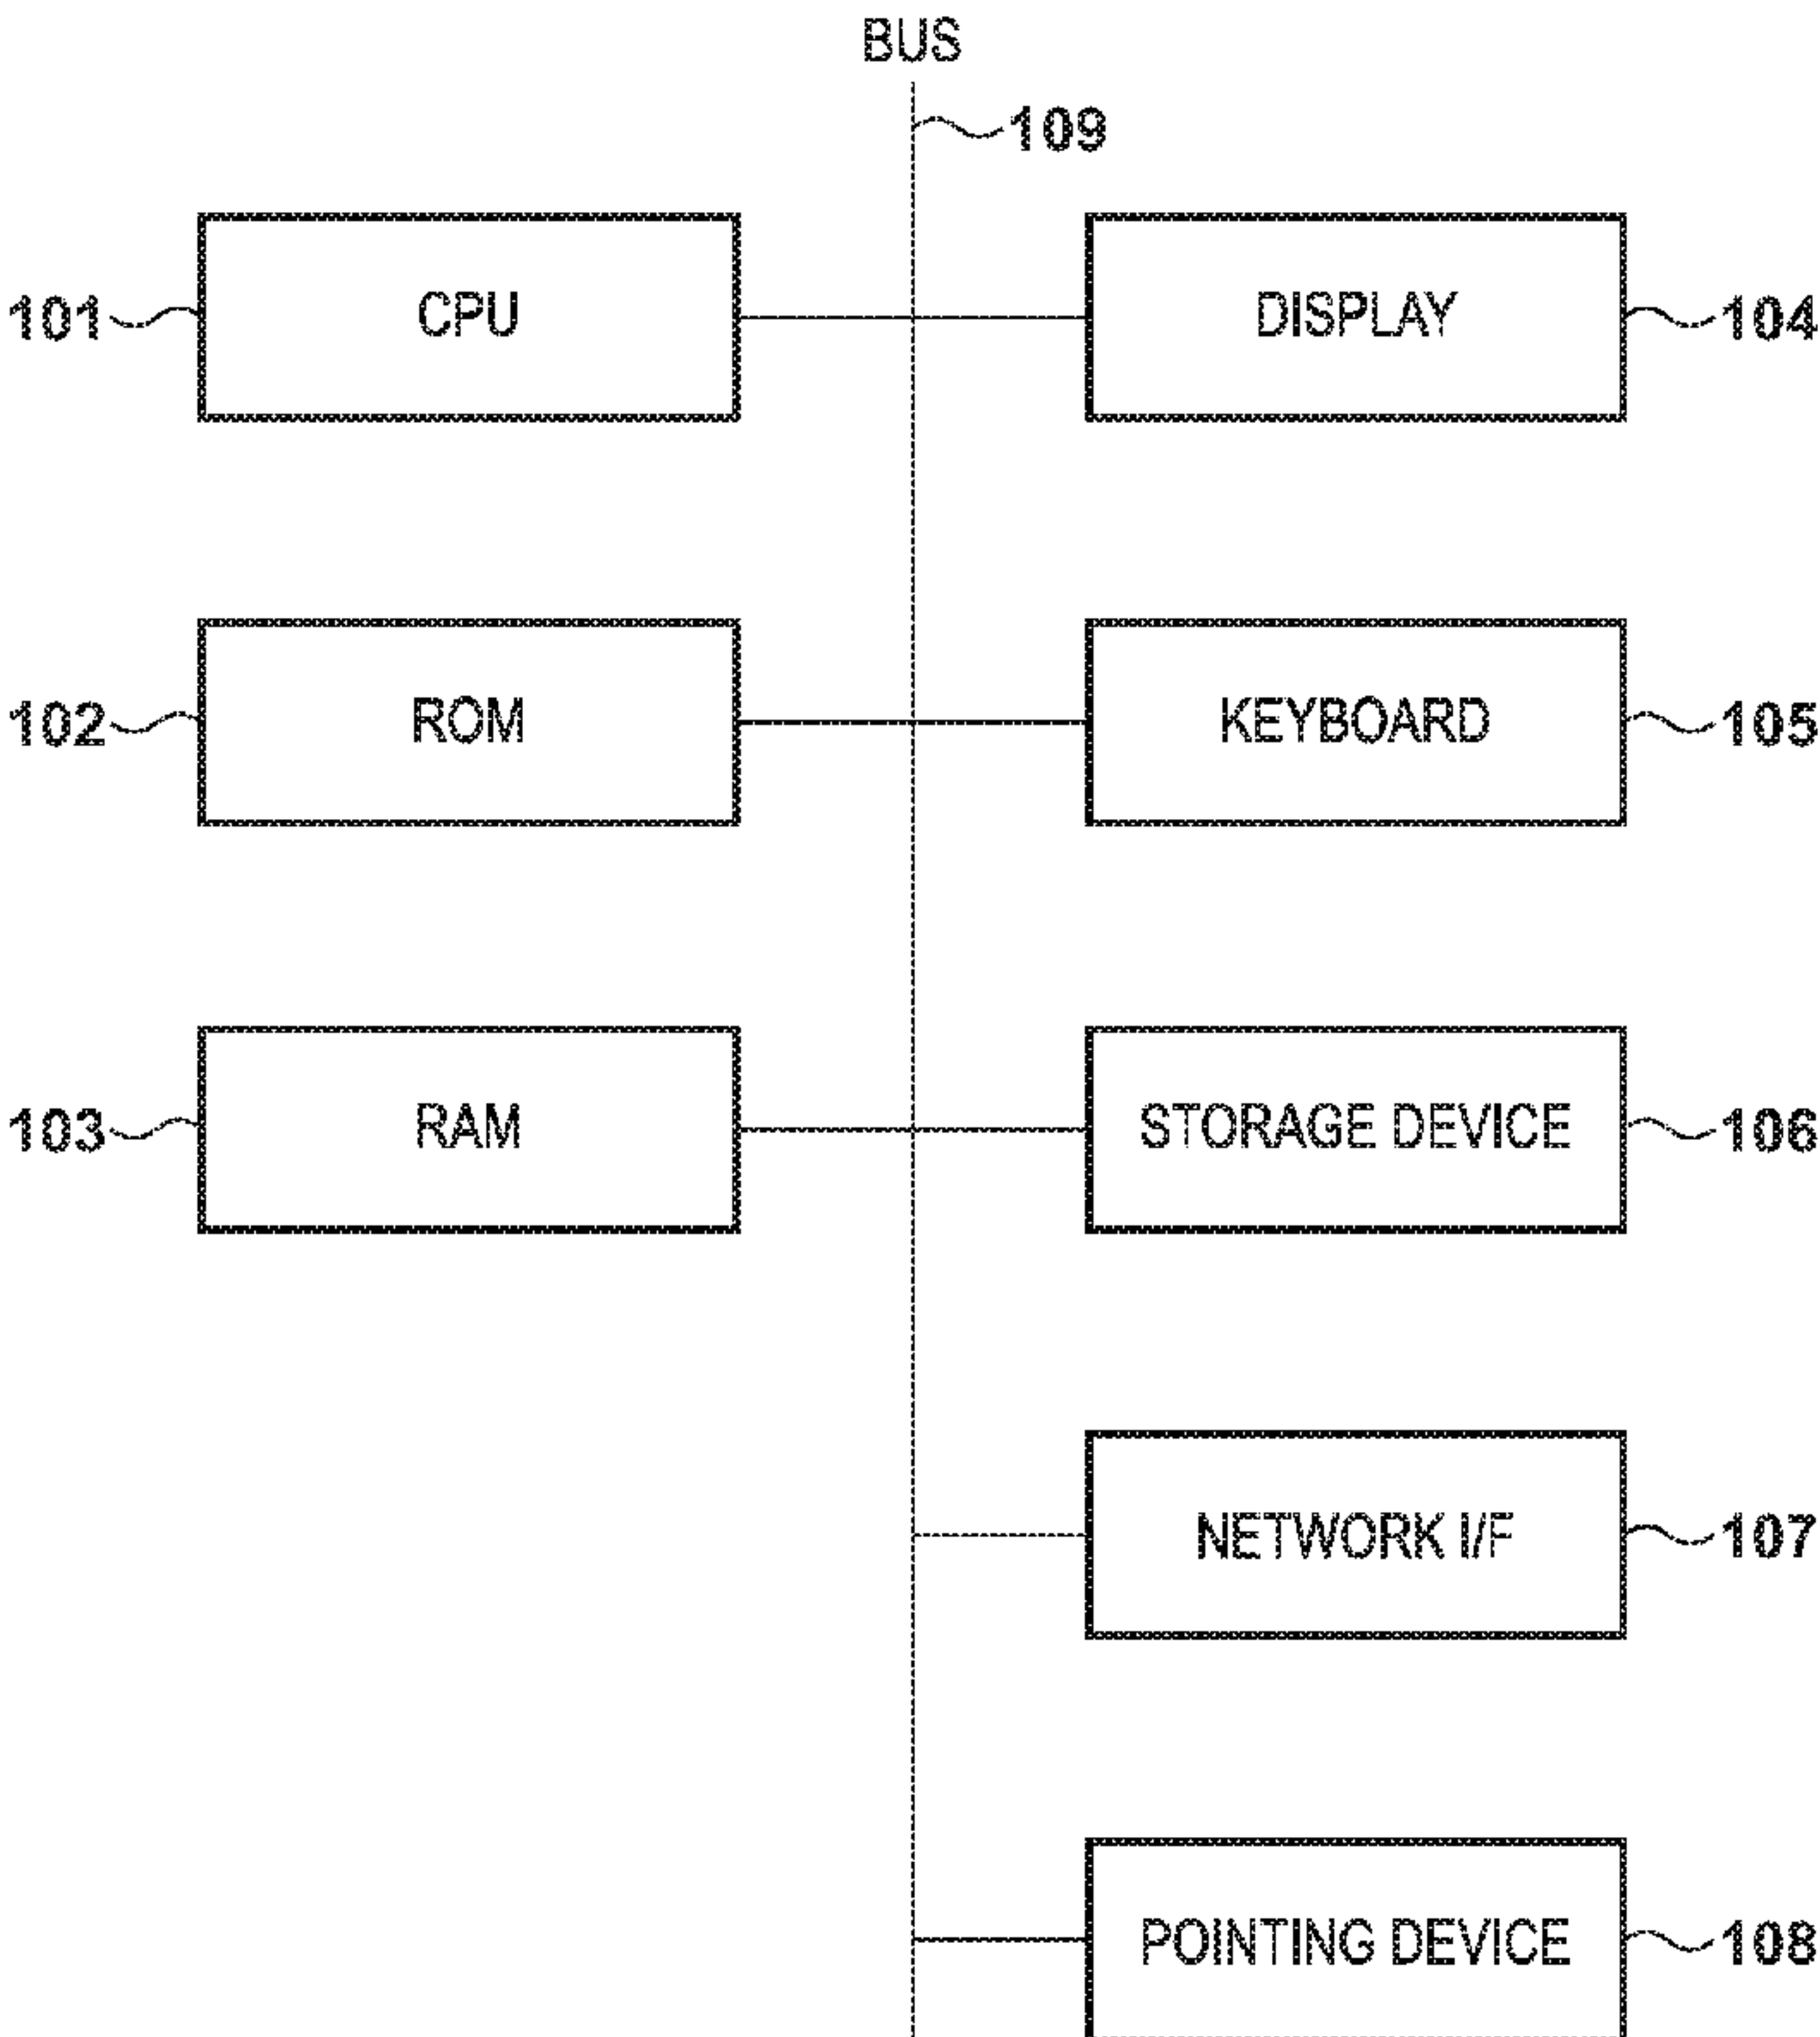 BUS
109
101 CPU DISPLAY 104
102 ROM KEYBOARD 105
103 RAM STORAGE DEVICE 106
NETWORK I/F 107
POINTING DEVICE 108